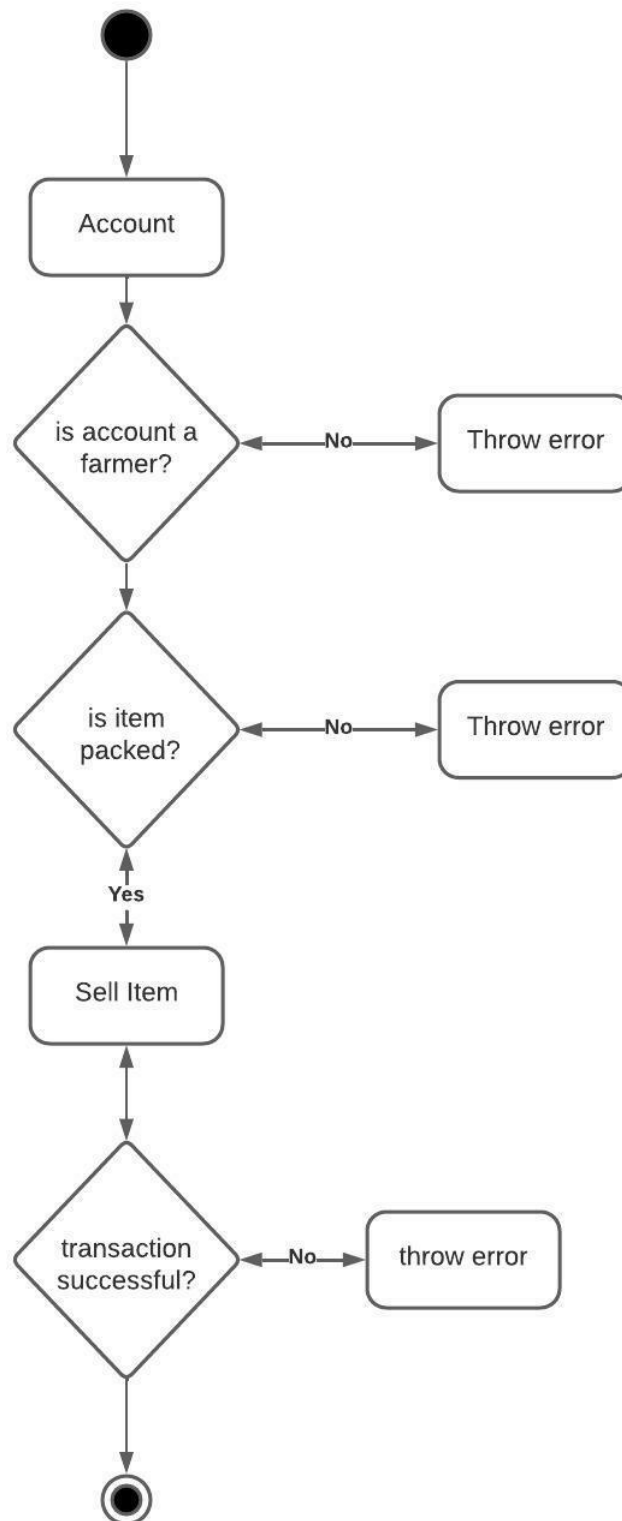 Account
is account a
farmer?
No
Throw error
is item
packed?
No
Throw error
Yes
Sell Item
transaction
successful?
No
throw error